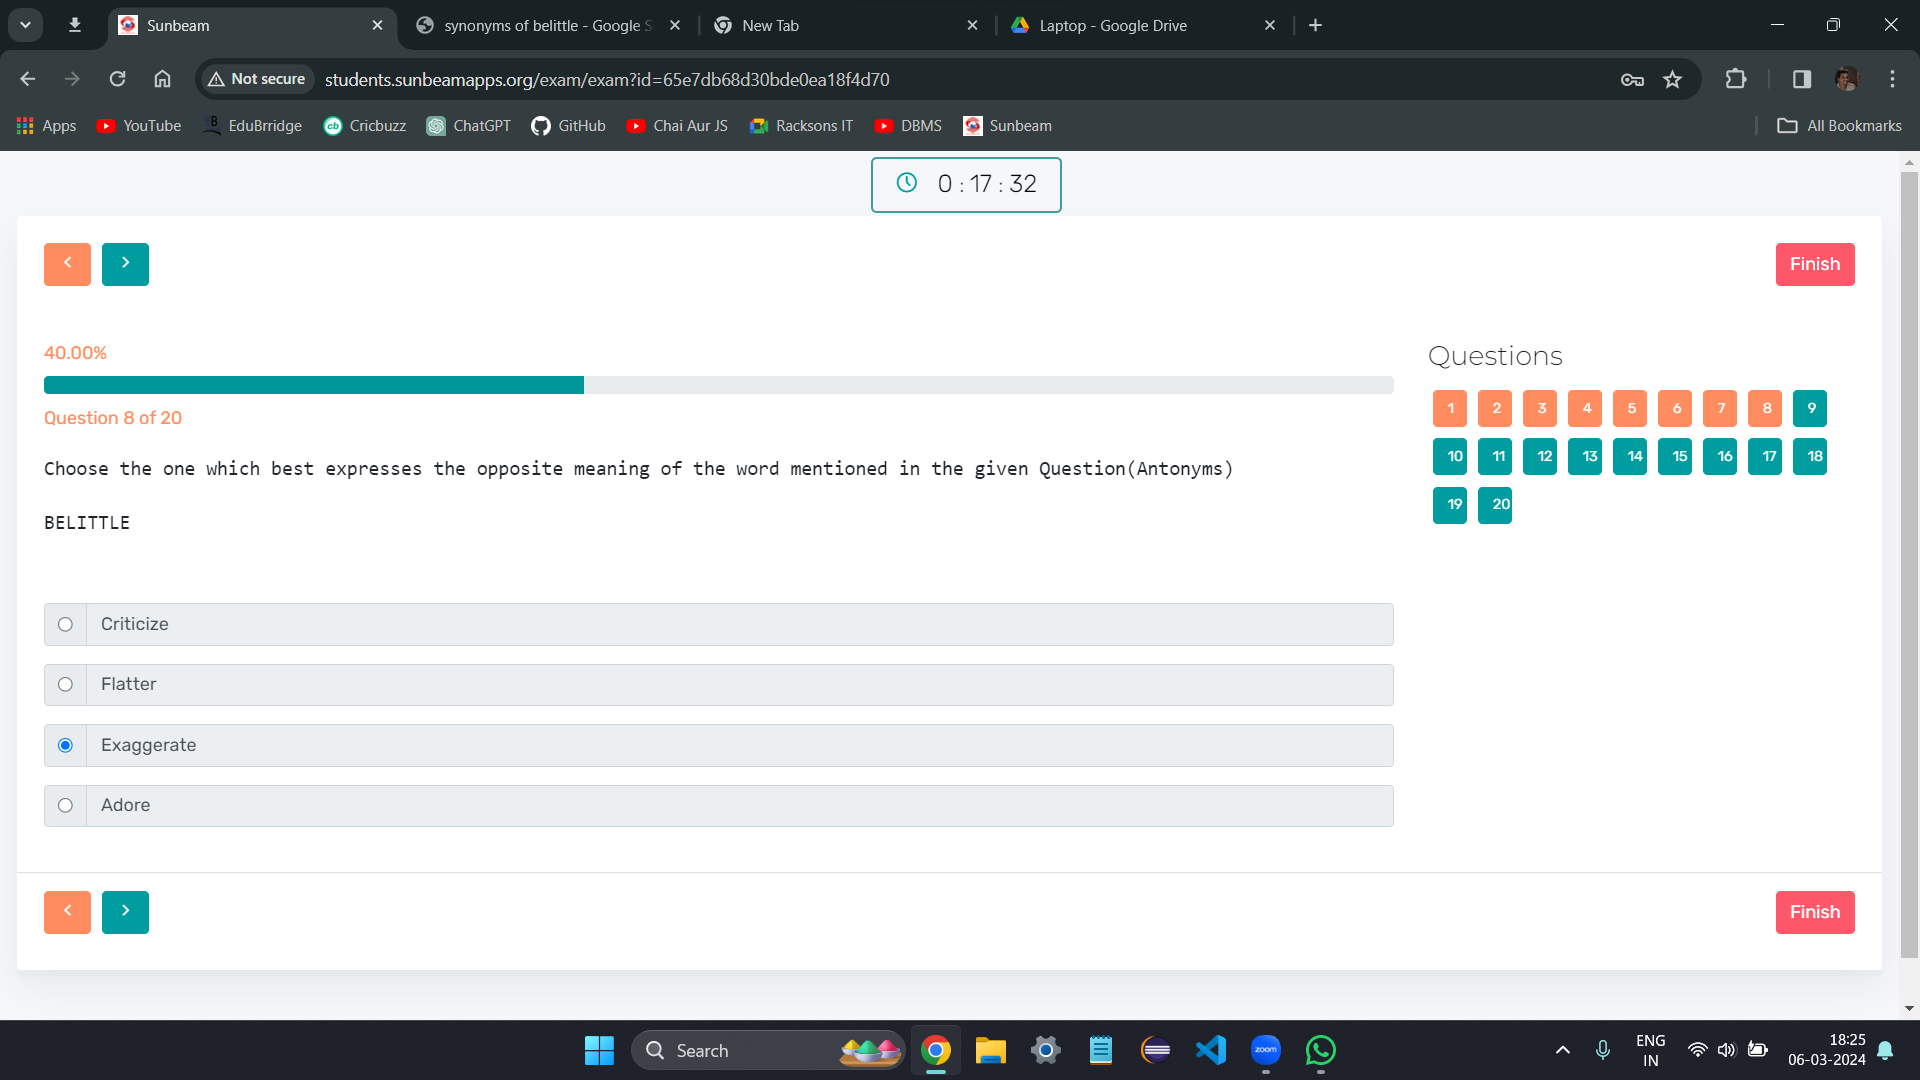 Sunbeam
synonyms of belittle - Google S
New Tab
Laptop - Google Drive
Not secure
students.sunbeamapps.org/exam/exam?id=65e7db68d30bde0ea18f4d70
Apps
YouTube
B
EduBrridge
cb
Cricbuzz
ChatGPT
GitHub
Chai Aur JS
Racksons IT
DBMS
Sunbeam
All Bookmarks
0 : 17 : 32
Finish
40.00%
Question 8 of 20
Choose the one which best expresses the opposite meaning of the word mentioned in the given Question(Antonyms)
BELITTLE
Criticize
Flatter
Exaggerate
Adore
Questions
1 2 3 4 5 6 7 8 9
10 11 12 13 14 15 16 17 18
19 20
Finish
Search
zoom
ENG
IN
18:25
06-03-2024